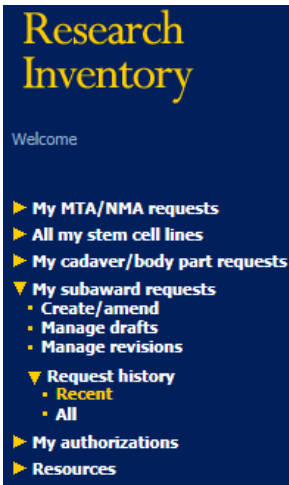 Research
Inventory
Welcome
My MTA/NMA requests
All my stem cell lines
My cadaver/body part requests
My subaward requests
Create/amend
Manage drafts
Manage revisions
Request history
Recent
All
My authorizations
Resources